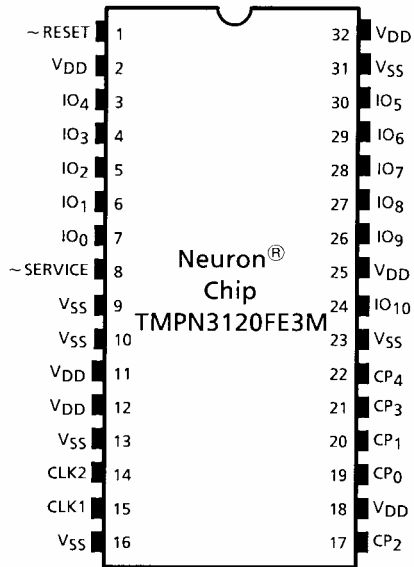 ~RESET 1 32 VDD
VDD 2 31 VSS
IO4 3 30 IO5
IO3 4 29 IO6
IO2 5 28 IO7
IO1 6 27 IO8
IO0 7 26 IO9
~SERVICE 8 25 VDD
VSS 9 24 IO10
VSS 10 23 VSS
VDD 11 22 CP4
VDD 12 21 CP3
VSS 13 20 CP1
CLK2 14 19 CP0
CLK1 15 18 VDD
VSS 16 17 CP2
Neuron®
Chip
TMPN3120FE3M